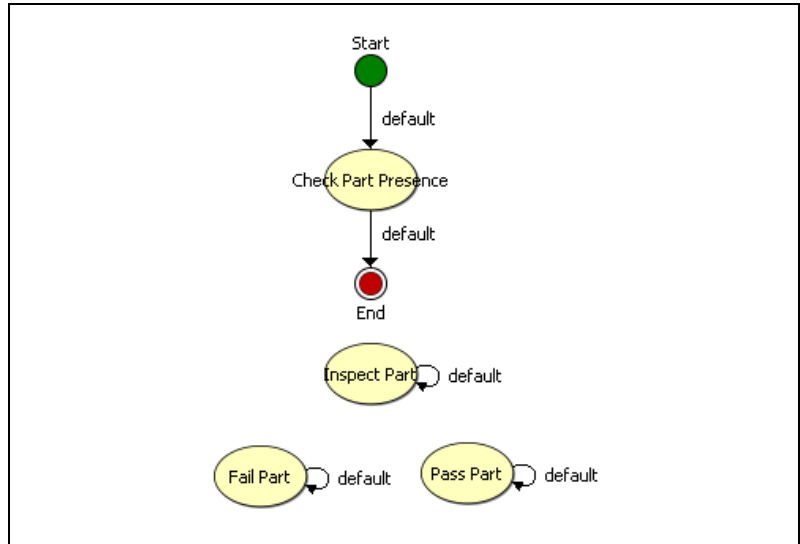 Start
default
Check Part Presence
default
End
Inspect Part
default
Fail Part
default
Pass Part
default